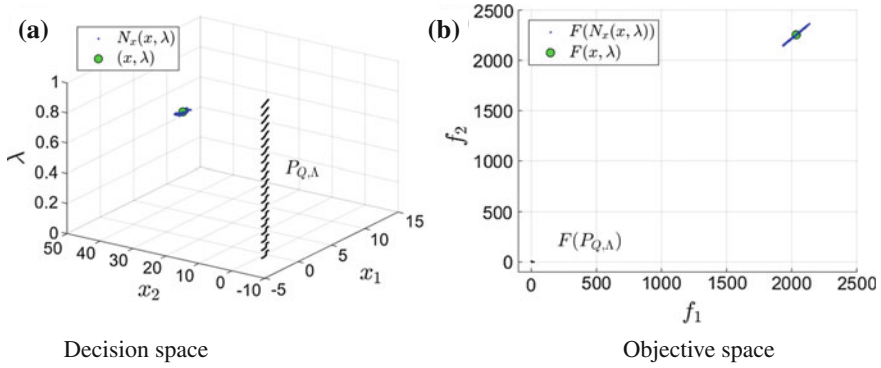 (a)
N_x(x, λ)
(x, λ)
1
0.8
0.6
0.4
0.2
0
λ
P_{Q,Λ}
50
40
30
20
10
0
-10
x_2
-5
0
5
10
15
x_1
Decision space
(b)
F(N_x(x, λ))
F(x, λ)
2500
2000
1500
1000
500
0
f_2
F(P_{Q,Λ})
0
500
1000
1500
2000
2500
f_1
Objective space